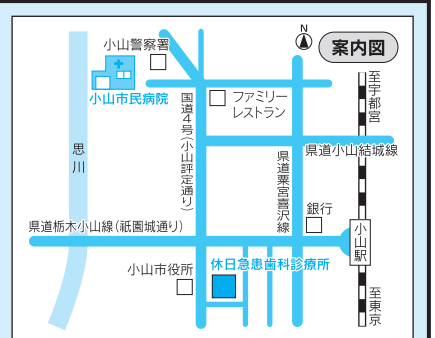 N
案内図
小山警察署
小山市民病院
国道4号(小山評定通り)
ファミリー
レストラン
至宇都宮
思川
県道小山結城線
県道粟宮喜沢線
銀行
県道栃木小山線(祇園城通り)
小山駅
小山市役所
休日急患歯科診療所
至東京